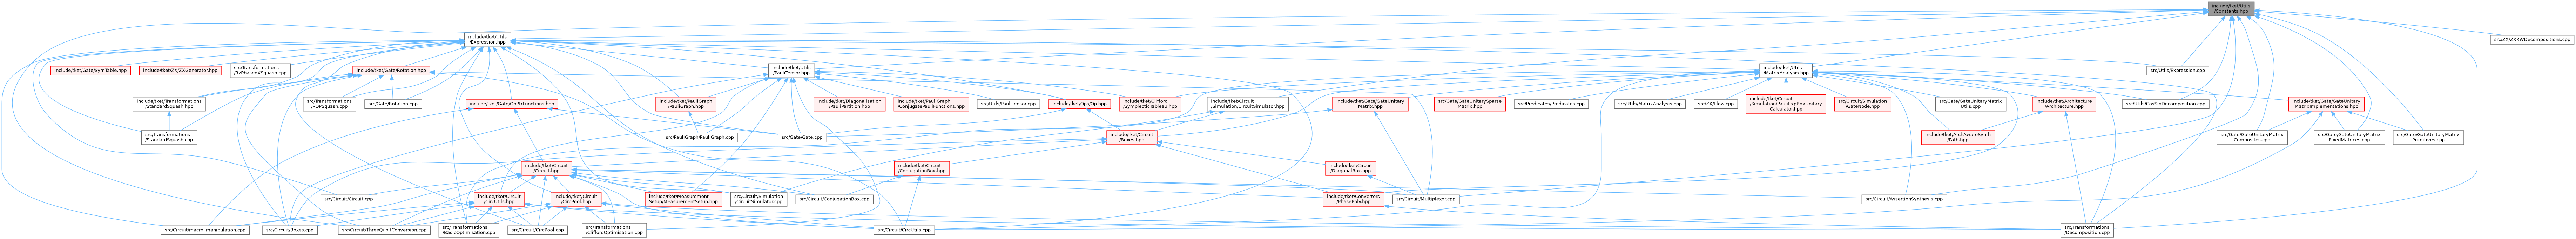 include/tket/Utils
/Constants.hpp
include/tket/Utils
/Expression.hpp
src/ZX/ZXRWDecompositions.cpp
include/tket/Gate/SymTable.hpp
include/tket/ZX/ZXGenerator.hpp
src/Transformations
/RzPhasedXSquash.cpp
include/tket/Gate/Rotation.hpp
include/tket/Utils
/PauliTensor.hpp
include/tket/Utils
/MatrixAnalysis.hpp
src/Utils/Expression.cpp
include/tket/Transformations
/StandardSquash.hpp
src/Transformations
/PQPSquash.cpp
src/Gate/Rotation.cpp
include/tket/Gate/OpPtrFunctions.hpp
include/tket/PauliGraph
/PauliGraph.hpp
include/tket/Diagonalisation
/PauliPartition.hpp
include/tket/PauliGraph
/ConjugatePauliFunctions.hpp
src/Utils/PauliTensor.cpp
include/tket/Ops/Op.hpp
include/tket/Clifford
/SymplecticTableau.hpp
include/tket/Circuit
/Simulation/CircuitSimulator.hpp
include/tket/Gate/GateUnitary
Matrix.hpp
src/Gate/GateUnitarySparse
Matrix.hpp
src/Predicates/Predicates.cpp
src/Utils/MatrixAnalysis.cpp
src/ZX/Flow.cpp
include/tket/Circuit
/Simulation/PauliExpBoxUnitary
Calculator.hpp
src/Circuit/Simulation
/GateNode.hpp
src/Gate/GateUnitaryMatrix
Utils.cpp
include/tket/Architecture
/Architecture.hpp
src/Utils/CosSinDecomposition.cpp
include/tket/Gate/GateUnitary
MatrixImplementations.hpp
src/Transformations
/StandardSquash.cpp
src/PauliGraph/PauliGraph.cpp
src/Gate/Gate.cpp
include/tket/Circuit
/Boxes.hpp
include/tket/ArchAwareSynth
/Path.hpp
src/Gate/GateUnitaryMatrix
Composites.cpp
src/Gate/GateUnitaryMatrix
FixedMatrices.cpp
src/Gate/GateUnitaryMatrix
Primitives.cpp
include/tket/Circuit
/Circuit.hpp
include/tket/Circuit
/ConjugationBox.hpp
include/tket/Circuit
/DiagonalBox.hpp
src/Circuit/Circuit.cpp
include/tket/Circuit
/CircUtils.hpp
include/tket/Circuit
/CircPool.hpp
include/tket/Measurement
Setup/MeasurementSetup.hpp
src/Circuit/Simulation
/CircuitSimulator.cpp
src/Circuit/ConjugationBox.cpp
include/tket/Converters
/PhasePoly.hpp
src/Circuit/Multiplexor.cpp
src/Circuit/AssertionSynthesis.cpp
src/Circuit/macro_manipulation.cpp
src/Circuit/Boxes.cpp
src/Circuit/ThreeQubitConversion.cpp
src/Transformations
/BasicOptimisation.cpp
src/Circuit/CircPool.cpp
src/Transformations
/CliffordOptimisation.cpp
src/Circuit/CircUtils.cpp
src/Transformations
/Decomposition.cpp